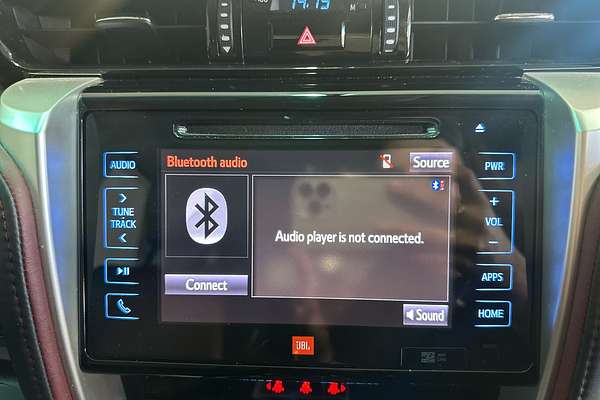 14:19
M
Bluetooth audio
Source
AUDIO
PWR
TUNE
TRACK
+
VOL
−
Audio player is not connected.
Connect
APPS
Sound
HOME
JBL